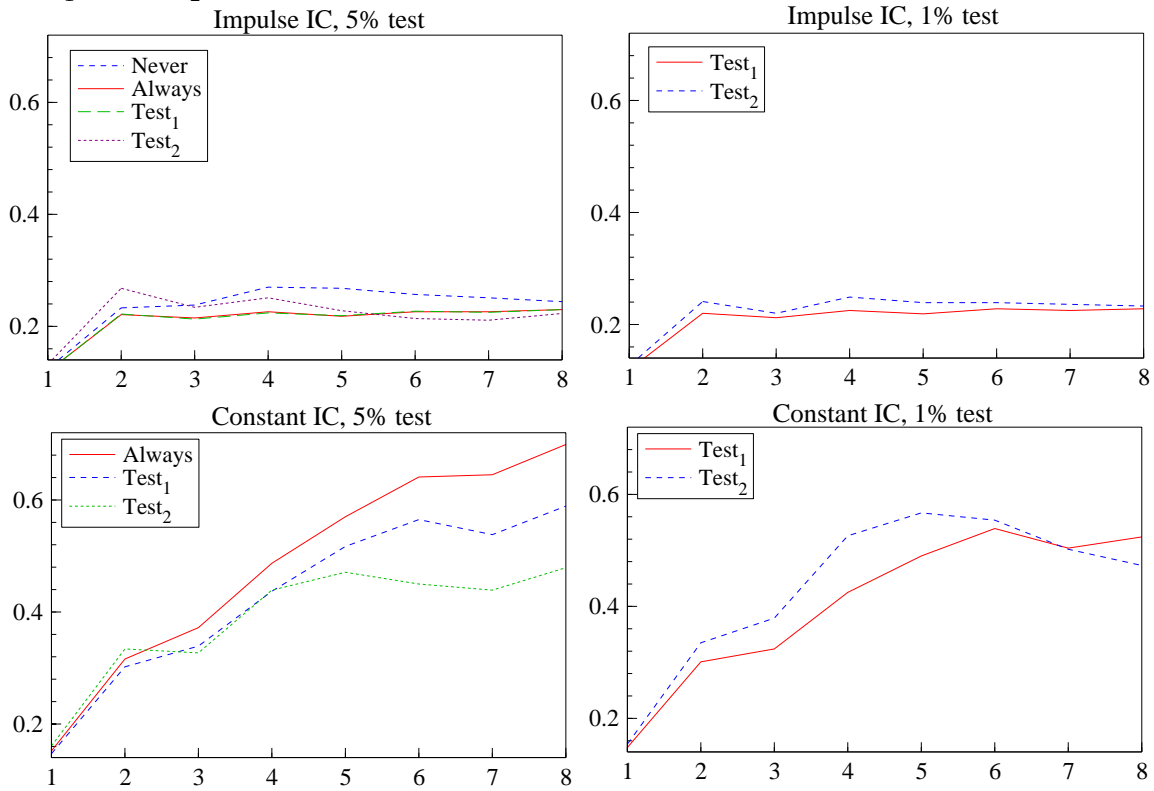 Impulse IC, 5% test
Never
Always
Test1
Test2
0.6
0.4
0.2
1 2 3 4 5 6 7 8
Impulse IC, 1% test
Test1
Test2
0.6
0.4
0.2
1 2 3 4 5 6 7 8
Constant IC, 5% test
Always
Test1
Test2
0.6
0.4
0.2
1 2 3 4 5 6 7 8
Constant IC, 1% test
Test1
Test2
0.6
0.4
0.2
1 2 3 4 5 6 7 8